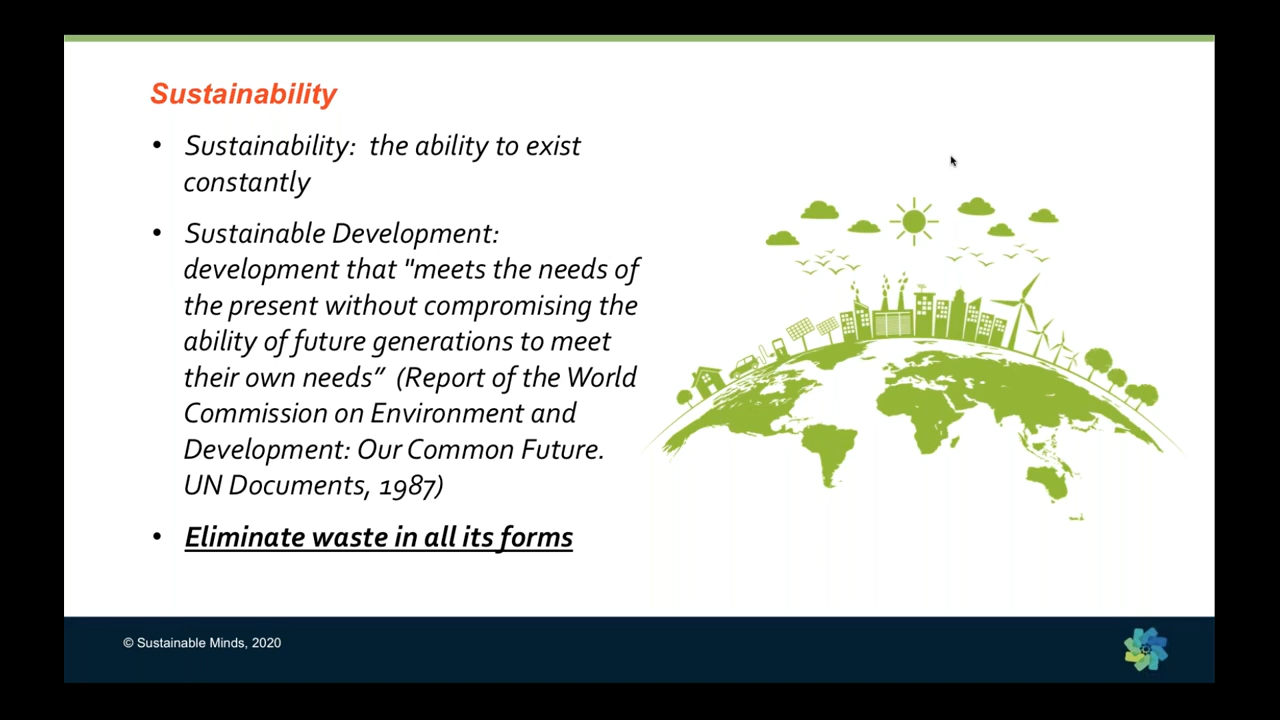 Sustainability
• Sustainability:  the ability to exist
constantly
• Sustainable Development:
development that "meets the needs of
the present without compromising the
ability of future generations to meet
their own needs”  (Report of the World
Commission on Environment and
Development: Our Common Future.
UN Documents, 1987)
• Eliminate waste in all its forms
© Sustainable Minds, 2020